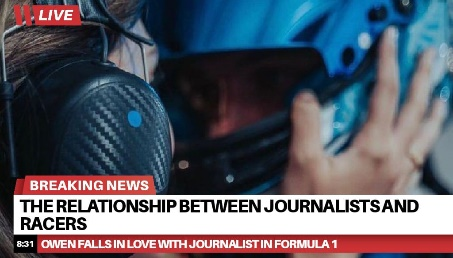 LIVE
BREAKING NEWS
THE RELATIONSHIP BETWEEN JOURNALISTS AND
RACERS
8:31 OWEN FALLS IN LOVE WITH JOURNALIST IN FORMULA 1